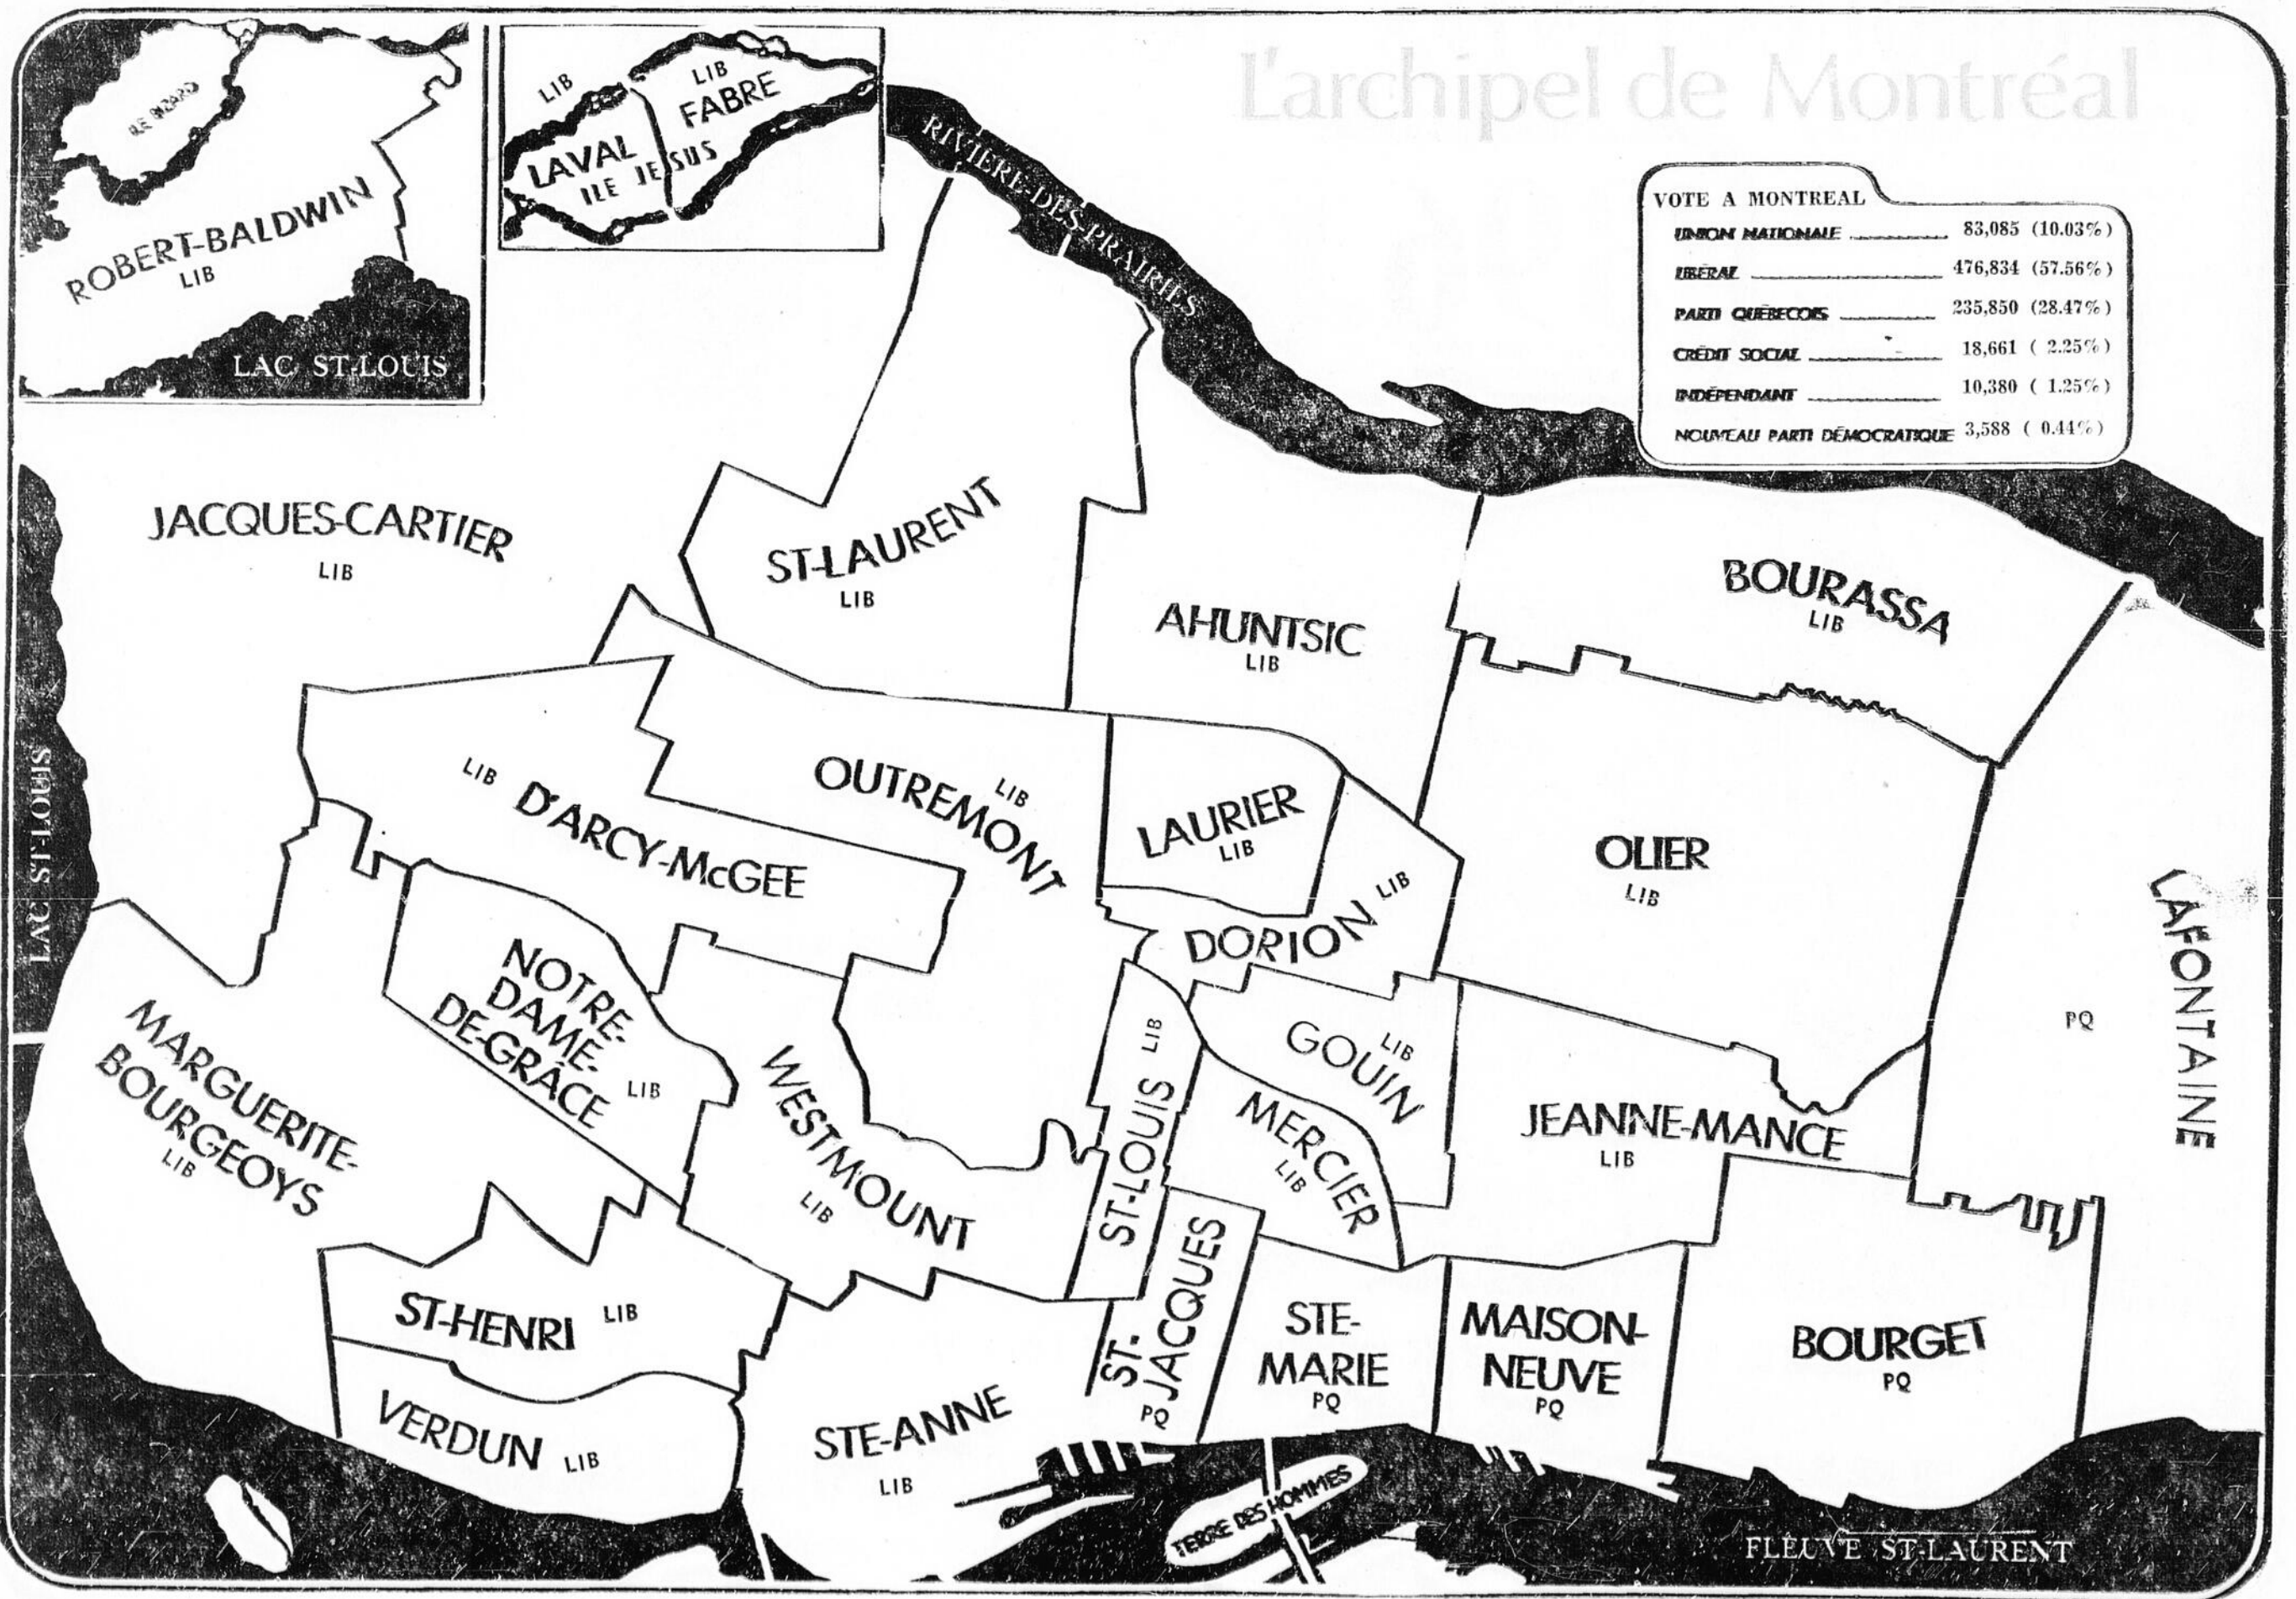 L'archipel de Montréal
ILE BIZARD
ROBERT-BALDWIN
LIB
LAC ST-LOUIS
LIB
LIB
FABRE
LAVAL
ILE JESUS
RIVIERE-DES-PRAIRIES
VOTE A MONTREAL
UNION NATIONALE 83,085 (10.03%)
LIBÉRAL 476,834 (57.56%)
PARTI QUÉBECOIS 235,850 (28.47%)
CRÉDIT SOCIAL 18,661 ( 2.25%)
INDÉPENDANT 10,380 ( 1.25%)
NOUVEAU PARTI DÉMOCRATIQUE 3,588 ( 0.44%)
JACQUES-CARTIER
LIB
ST-LAURENT
LIB
AHUNTSIC
LIB
BOURASSA
LIB
LAC ST-LOUIS
LIB
D'ARCY-McGEE
OUTREMONT
LIB
LAURIER
LIB
DORION
LIB
OLIER
LIB
LAFONTAINE
PQ
MARGUERITE-
BOURGEOYS
LIB
NOTRE-
DAME-
DE-GRÂCE
LIB
WESTMOUNT
LIB
ST-LOUIS
LIB
GOUIN
LIB
MERCIER
LIB
JEANNE-MANCE
LIB
ST-HENRI
LIB
VERDUN
LIB
STE-ANNE
LIB
ST-
JACQUES
PQ
STE-
MARIE
PQ
MAISON-
NEUVE
PQ
BOURGET
PQ
TERRE DES HOMMES
FLEUVE ST-LAURENT